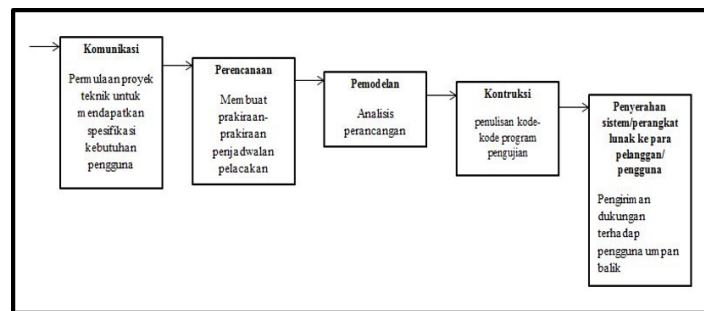 Komunikasi
Permulaan proyek
teknik untuk
mendapatkan
spesifikasi
kebutuhan
pengguna
Perencanaan
Membuat
prakiraan-
prakiraan
penjadwalan
pelacakan
Pemodelan
Analisis
perancangan
Kontruksi
penulisan kode-
kode program
pengujian
Penyerahan
sistem/perangkat
lunak ke para
pelanggan/
pengguna
Pengiriman
dukungan
terhadap
pengguna umpan
balik